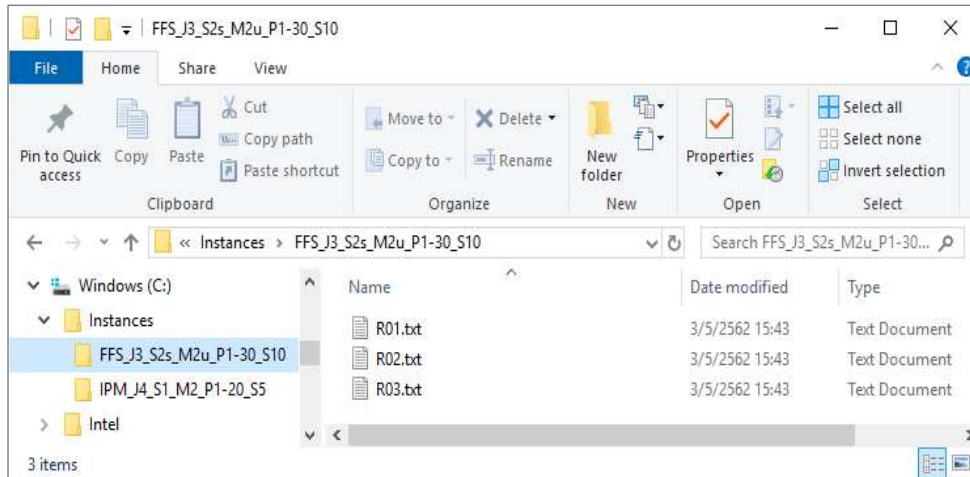 FFS_J3_S2s_M2u_P1-30_S10
File Home Share View
Pin to Quick access
Copy
Paste
Cut
Copy path
Paste shortcut
Clipboard
Move to
Copy to
Delete
Rename
Organize
New folder
New
Properties
Open
Select all
Select none
Invert selection
Select
« Instances › FFS_J3_S2s_M2u_P1-30_S10
Search FFS_J3_S2s_M2u_P1-30...
Windows (C:)
Instances
FFS_J3_S2s_M2u_P1-30_S10
IPM_J4_S1_M2_P1-20_S5
Intel
Name Date modified Type
R01.txt 3/5/2562 15:43 Text Document
R02.txt 3/5/2562 15:43 Text Document
R03.txt 3/5/2562 15:43 Text Document
3 items